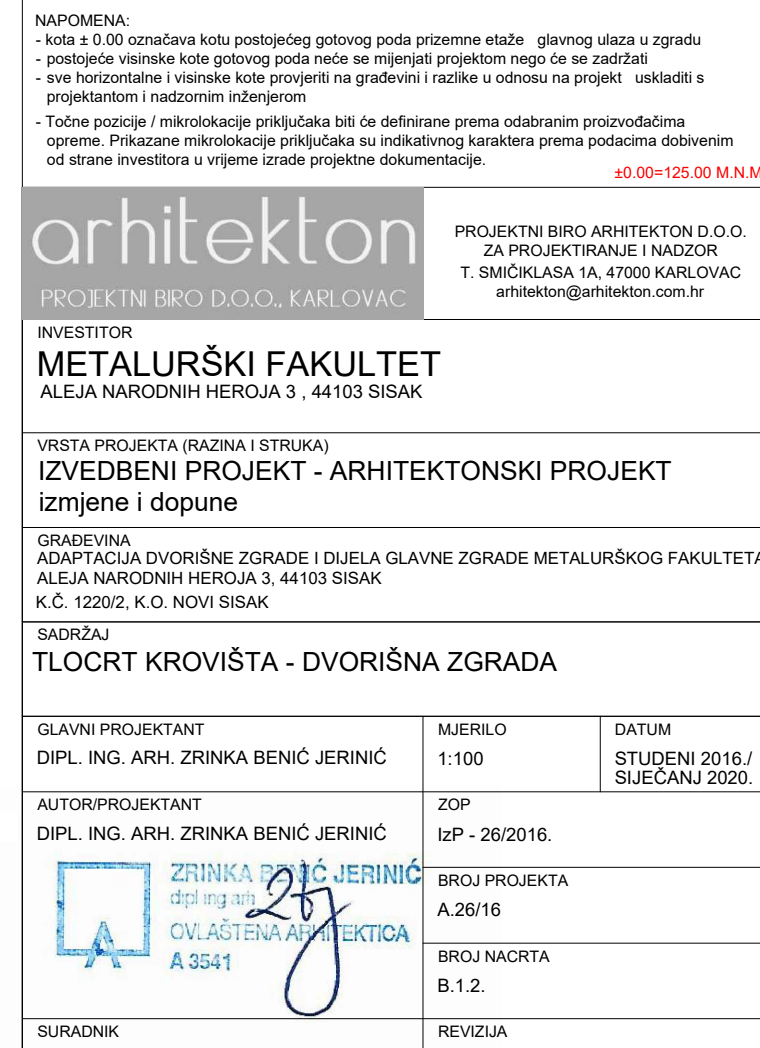 NAPOMENA:
- kota ± 0.00 označava kotu postojećeg gotovog poda prizemne etaže glavnog ulaza u zgradu
- postojeće visinske kote gotovog poda neće se mijenjati projektom nego će se zadržati
- sve horizontalne i visinske kote provjeriti na građevini i razlike u odnosu na projekt uskladiti s
projektantom i nadzornim inženjerom
- Točne pozicije / mikrolokacije priključaka biti će definirane prema odabranim proizvođačima
opreme. Prikazane mikrolokacije priključaka su indikativnog karaktera prema podacima dobivenim
od strane investitora u vrijeme izrade projektne dokumentacije.
±0.00=125.00 M.N.M
arhitekton
PROJEKTNI BIRO D.O.O., KARLOVAC
PROJEKTNI BIRO ARHITEKTON D.O.O.
ZA PROJEKTIRANJE I NADZOR
T. SMIČIKLASA 1A, 47000 KARLOVAC
arhitekton@arhitekton.com.hr
INVESTITOR
METALURŠKI FAKULTET
ALEJA NARODNIH HEROJA 3 , 44103 SISAK
VRSTA PROJEKTA (RAZINA I STRUKA)
IZVEDBENI PROJEKT - ARHITEKTONSKI PROJEKT
izmjene i dopune
GRAĐEVINA
ADAPTACIJA DVORIŠNE ZGRADE I DIJELA GLAVNE ZGRADE METALURŠKOG FAKULTETA
ALEJA NARODNIH HEROJA 3, 44103 SISAK
K.Č. 1220/2, K.O. NOVI SISAK
SADRŽAJ
TLOCRT KROVIŠTA - DVORIŠNA ZGRADA
GLAVNI PROJEKTANT
DIPL. ING. ARH. ZRINKA BENIĆ JERINIĆ
MJERILO
1:100
DATUM
STUDENI 2016./
SIJEČANJ 2020.
AUTOR/PROJEKTANT
DIPL. ING. ARH. ZRINKA BENIĆ JERINIĆ
ZRINKA BENIĆ JERINIĆ
dipl ing arh
OVLAŠTENA ARHITEKTICA
A 3541
ZOP
IzP - 26/2016.
BROJ PROJEKTA
A.26/16
BROJ NACRTA
B.1.2.
SURADNIK
REVIZIJA